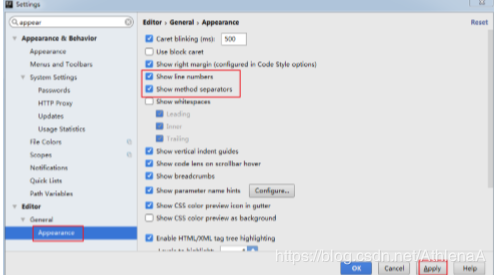 Settings
appear
Appearance & Behavior
Appearance
Menus and Toolbars
System Settings
Passwords
HTTP Proxy
Updates
Usage Statistics
File Colors
Scopes
Notifications
Quick Lists
Path Variables
Editor
General
Appearance
Editor › General › Appearance
Reset
Caret blinking (ms): 500
Use block caret
Show right margin (configured in Code Style options)
Show line numbers
Show method separators
Show whitespaces
Leading
Inner
Trailing
Show vertical indent guides
Show code lens on scrollbar hover
Show breadcrumbs
Show parameter name hints Configure...
Show CSS color preview icon in gutter
Show CSS color preview as background
Enable HTML/XML tag tree highlighting
Levels to highlight:
https://blog.csdn.net/AthlenaA
OK
Cancel
Apply
Help